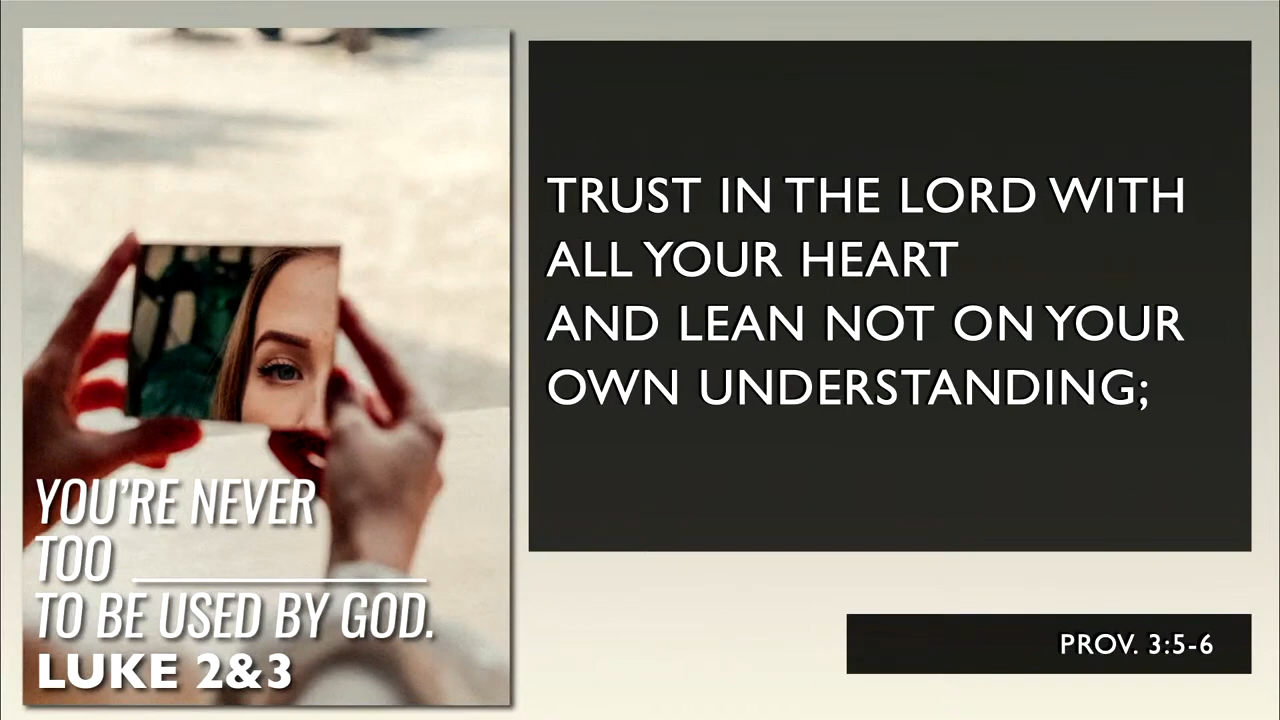 YOU'RE NEVER
TOO ____________
TO BE USED BY GOD.
LUKE 2&3
TRUST IN THE LORD WITH
ALL YOUR HEART
AND LEAN NOT ON YOUR
OWN UNDERSTANDING;
PROV. 3:5-6